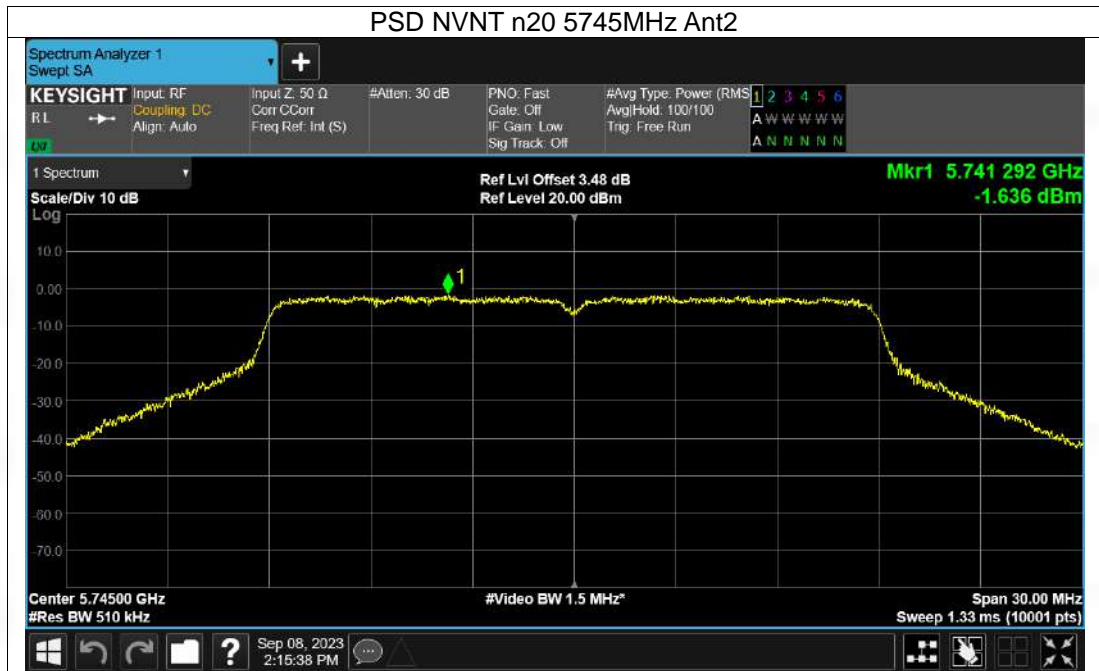 PSD NVNT n20 5745MHz Ant2
Spectrum Analyzer 1
Swept SA
KEYSIGHT
R L
LXI
Input: RF
Coupling: DC
Align: Auto
Input Z: 50 Ω
Corr CCorr
Freq Ref: Int (S)
#Atten: 30 dB
PNO: Fast
Gate: Off
IF Gain: Low
Sig Track: Off
#Avg Type: Power (RMS
Avg|Hold: 100/100
Trig: Free Run
1 2 3 4 5 6
A W W W W W
A N N N N N
1 Spectrum
Scale/Div 10 dB
Ref Lvl Offset 3.48 dB
Ref Level 20.00 dBm
Mkr1 5.741 292 GHz
-1.636 dBm
Log
10.0
0.00
-10.0
-20.0
-30.0
-40.0
-50.0
-60.0
-70.0
1
Center 5.74500 GHz
#Res BW 510 kHz
#Video BW 1.5 MHz*
Span 30.00 MHz
Sweep 1.33 ms (10001 pts)
?
Sep 08, 2023
2:15:38 PM